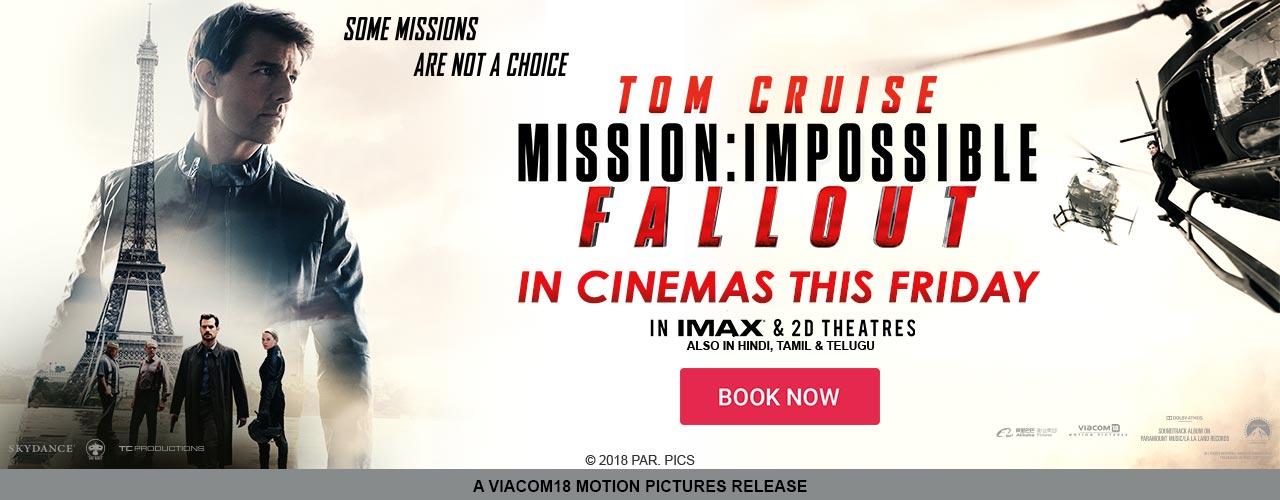 SOME MISSIONS
ARE NOT A CHOICE
TOM CRUISE
MISSION:IMPOSSIBLE
FALLOUT
IN CINEMAS THIS FRIDAY
IN IMAX & 2D THEATRES
ALSO IN HINDI, TAMIL & TELUGU
BOOK NOW
SKYDANCE
TC PRODUCTIONS
Alibaba Pictures
VIACOM 18
MOTION PICTURES
DOLBY ATMOS
SOUNDTRACK ALBUM ON
PARAMOUNT MUSIC/LA LA LAND RECORDS
© 2018 PAR. PICS
A VIACOM18 MOTION PICTURES RELEASE